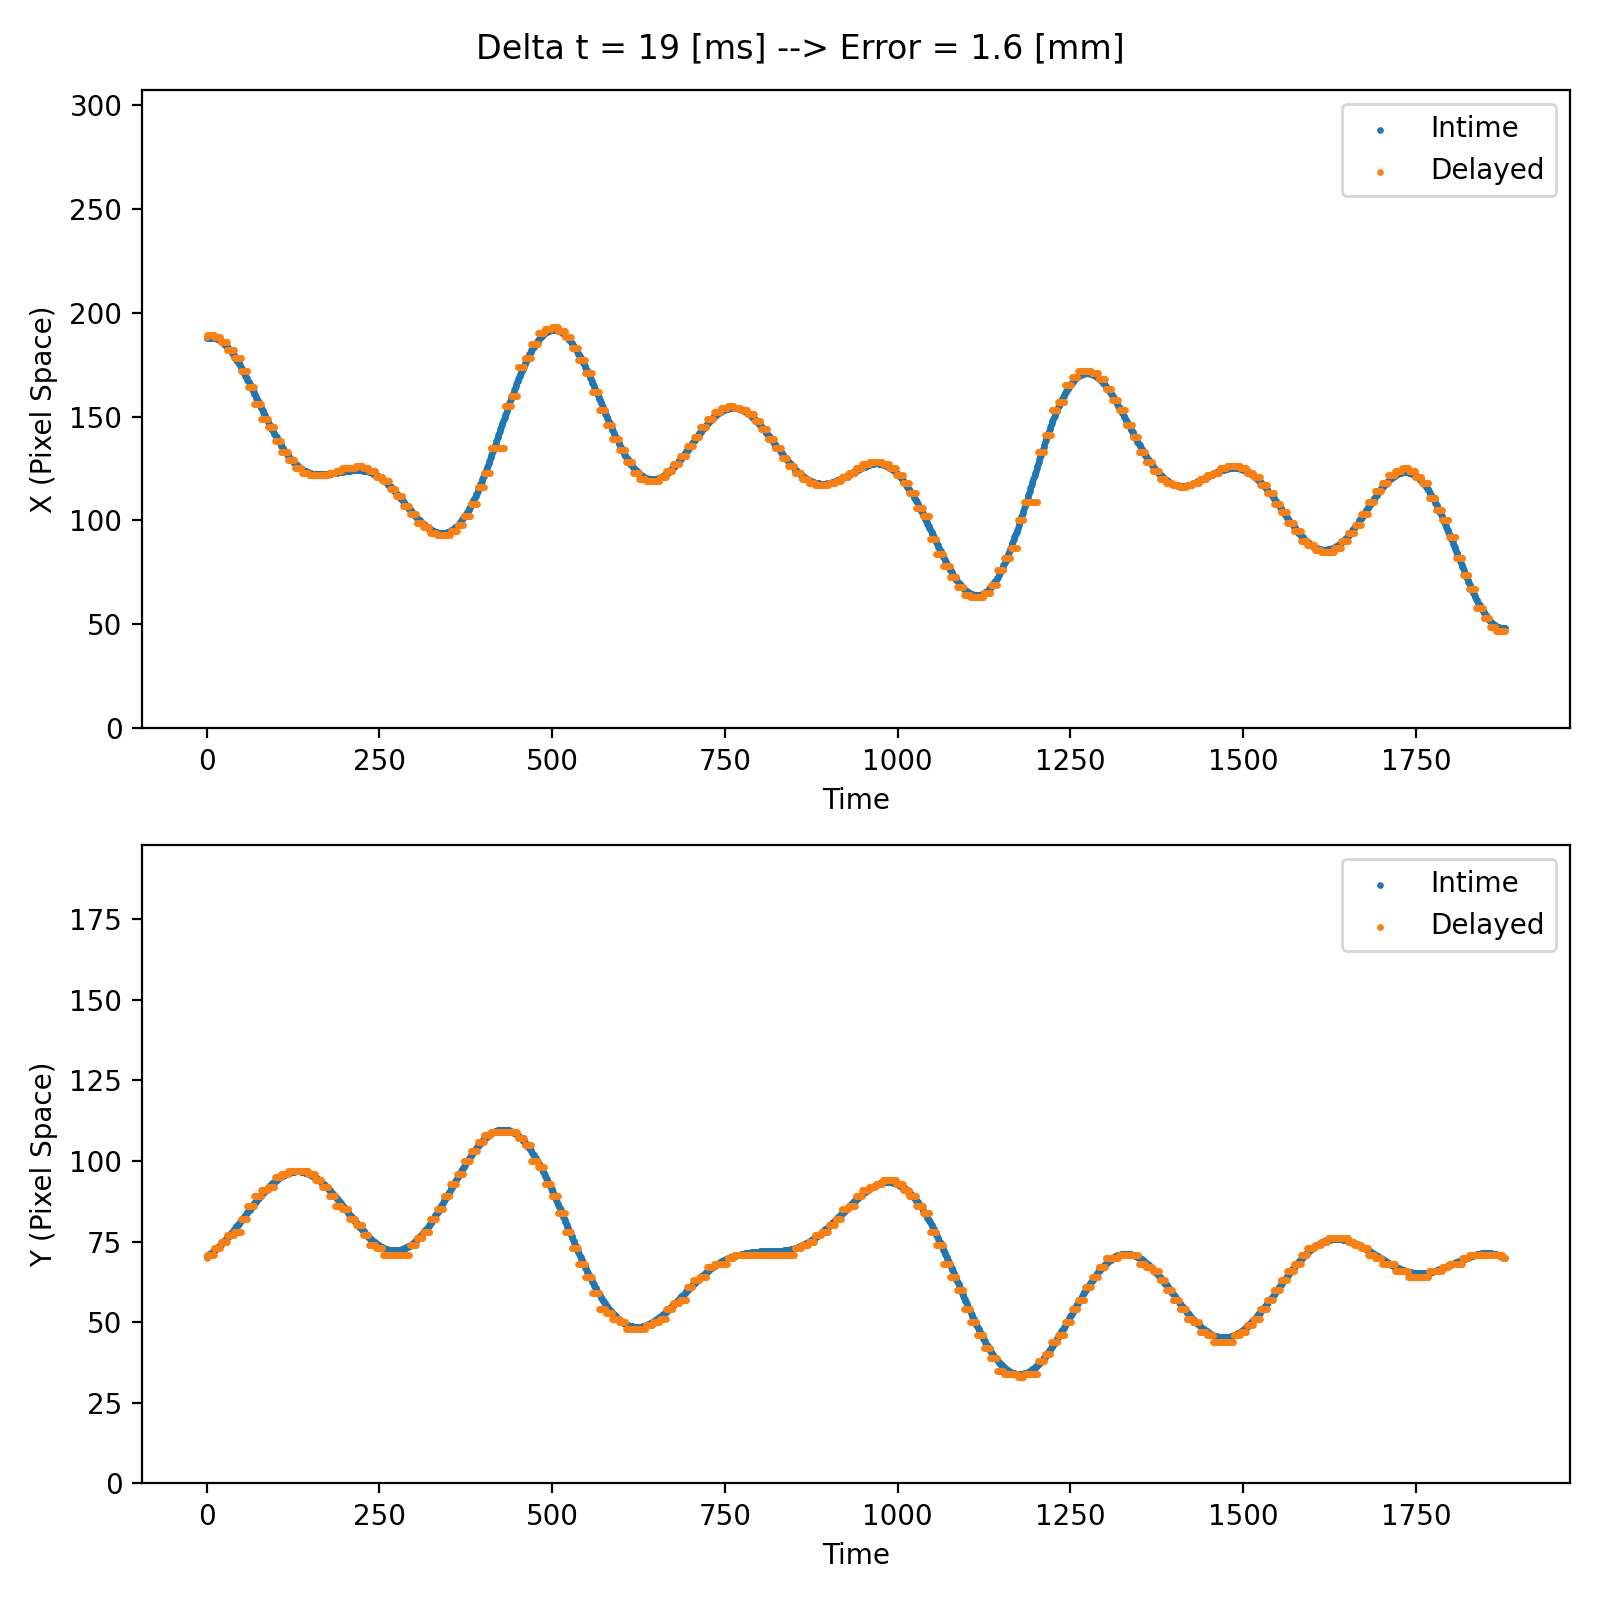 Delta t = 19 [ms] --> Error = 1.6 [mm]
300
250
200
150
100
50
0
X (Pixel Space)
Intime
Delayed
0 250 500 750 1000 1250 1500 1750
Time
175
150
125
100
75
50
25
0
Y (Pixel Space)
Intime
Delayed
0 250 500 750 1000 1250 1500 1750
Time